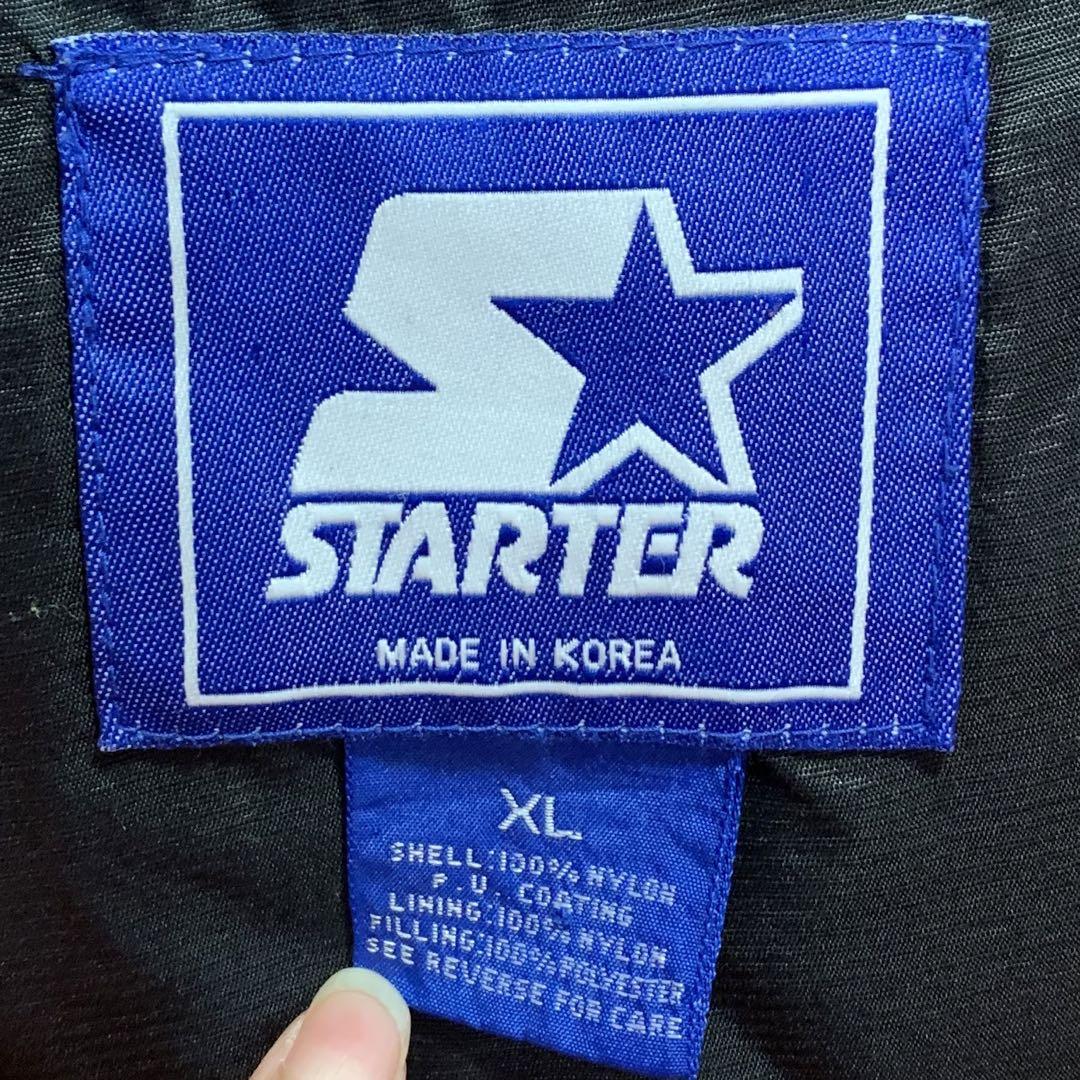 STARTER
MADE IN KOREA
XL
SHELL:100% NYLON
P.U. COATING
LINING:100% NYLON
FILLING:100% POLYESTER
SEE REVERSE FOR CARE